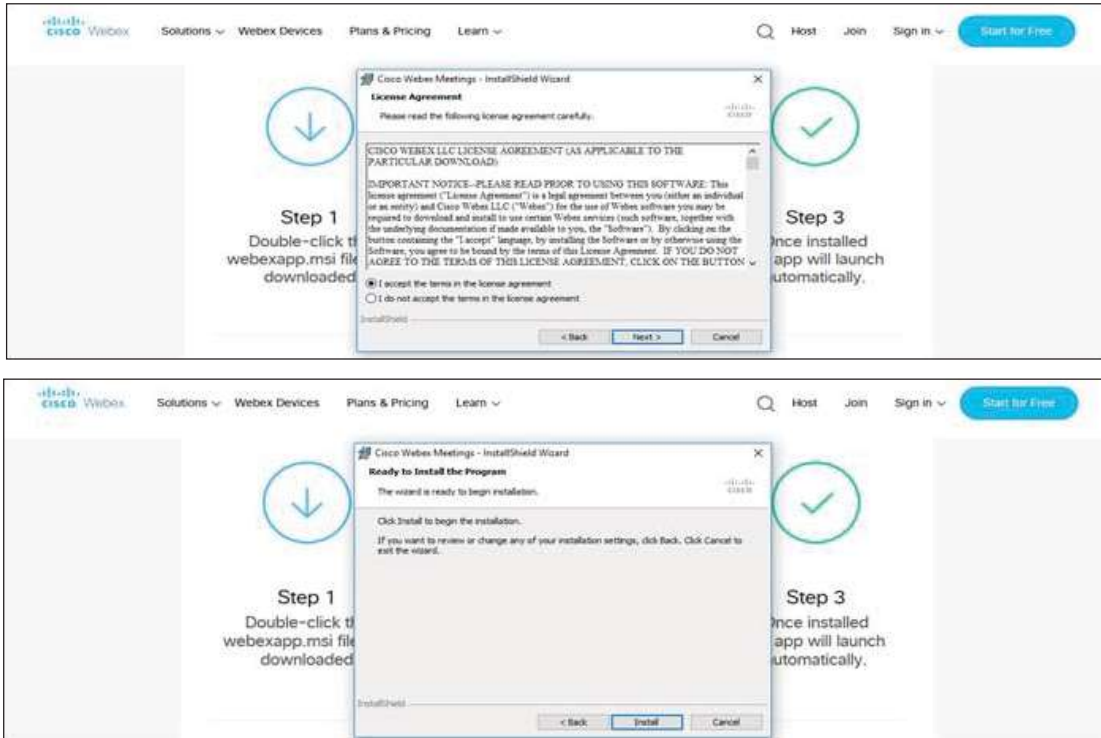 CISCO Webex Solutions Webex Devices Plans & Pricing Learn Host Join Sign in Start for Free
Cisco Webex Meetings - InstallShield Wizard
License Agreement
Please read the following license agreement carefully.
CISCO
CISCO WEBEX LLC LICENSE AGREEMENT (AS APPLICABLE TO THE
PARTICULAR DOWNLOAD)
IMPORTANT NOTICE--PLEASE READ PRIOR TO USING THIS SOFTWARE: This
license agreement ("License Agreement") is a legal agreement between you (either an individual
or an entity) and Cisco Webex LLC ("Webex") for the use of Webex software you may be
required to download and install to use certain Webex services (such software, together with
the underlying documentation if made available to you, the "Software"). By clicking on the
button containing the "I accept" language, by installing the Software or by otherwise using the
Software, you agree to be bound by the terms of this License Agreement. IF YOU DO NOT
AGREE TO THE TERMS OF THIS LICENSE AGREEMENT, CLICK ON THE BUTTON
I accept the terms in the license agreement
I do not accept the terms in the license agreement
InstallShield
< Back Next > Cancel
Step 1
Double-click th
webexapp.msi file
downloaded
Step 3
Once installed
app will launch
automatically.
CISCO Webex Solutions Webex Devices Plans & Pricing Learn Host Join Sign in Start for Free
Cisco Webex Meetings - InstallShield Wizard
Ready to Install the Program
The wizard is ready to begin installation.
CISCO
Click Install to begin the installation.
If you want to review or change any of your installation settings, click Back. Click Cancel to
exit the wizard.
InstallShield
< Back Install Cancel
Step 1
Double-click th
webexapp.msi file
downloaded
Step 3
Once installed
app will launch
automatically.